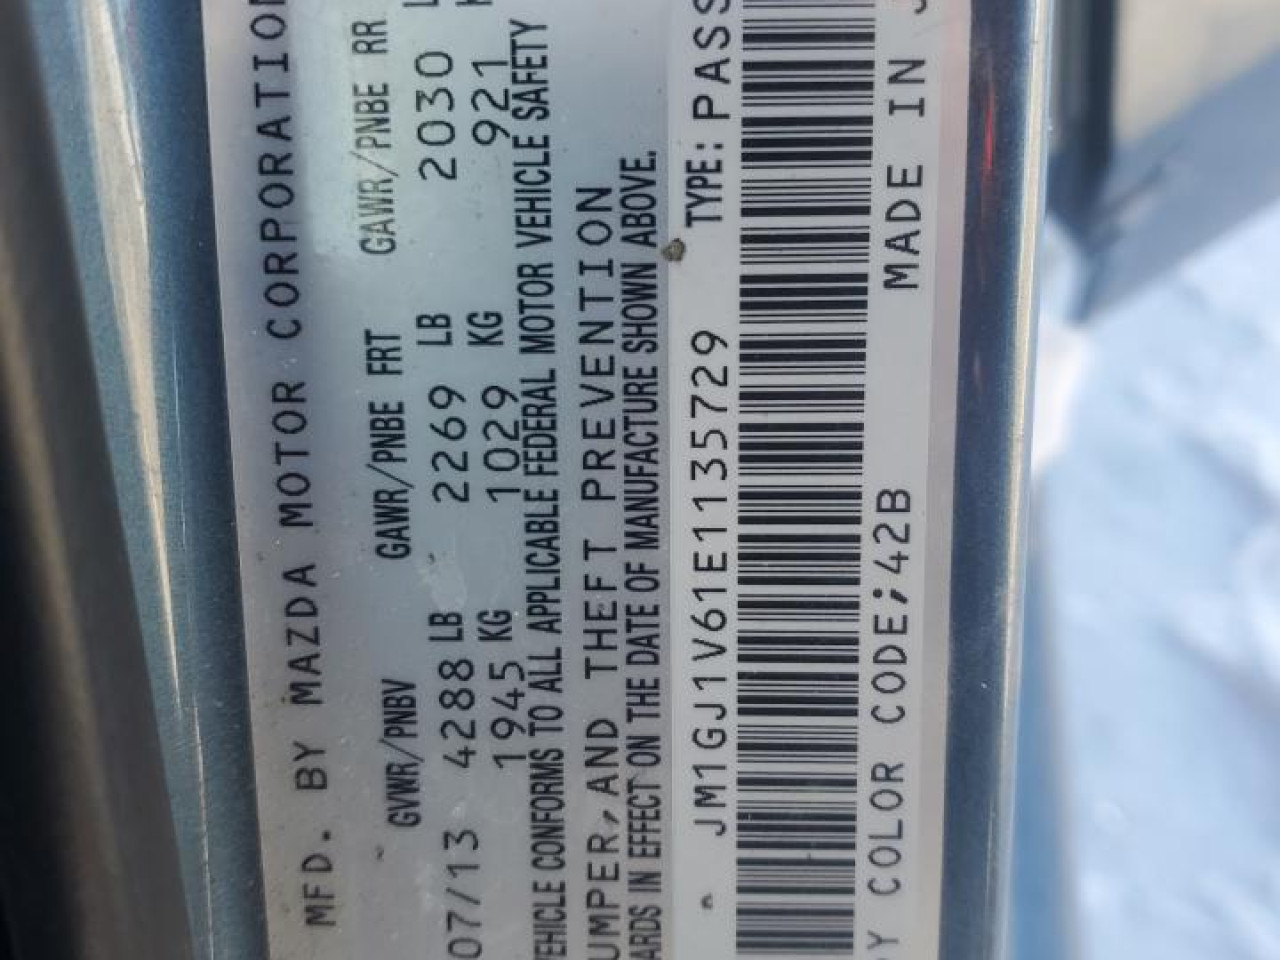 MFD. BY MAZDA MOTOR CORPORATION
GVWR/PNBV GAWR/PNBE FRT GAWR/PNBE RR
07/13 4288 LB 2269 LB 2030 L
1945 KG 1029 KG 921 K
VEHICLE CONFORMS TO ALL APPLICABLE FEDERAL MOTOR VEHICLE SAFETY
UMPER,AND THEFT PREVENTION
ARDS IN EFFECT ON THE DATE OF MANUFACTURE SHOWN ABOVE.
JM1GJ1V61E1135729 TYPE: PASS
Y COLOR CODE;42B MADE IN J